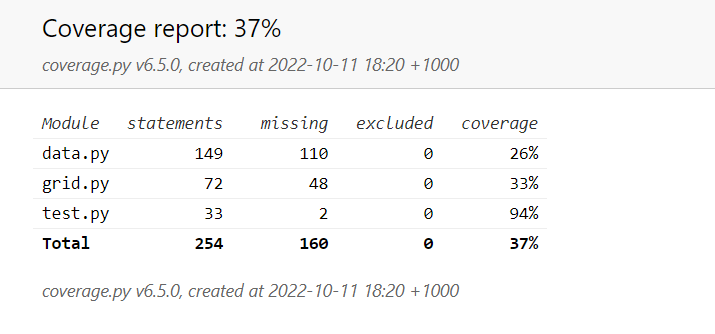 Coverage report: 37%
coverage.py v6.5.0, created at 2022-10-11 18:20 +1000
Module statements missing excluded coverage
data.py 149 110 0 26%
grid.py 72 48 0 33%
test.py 33 2 0 94%
Total 254 160 0 37%
coverage.py v6.5.0, created at 2022-10-11 18:20 +1000